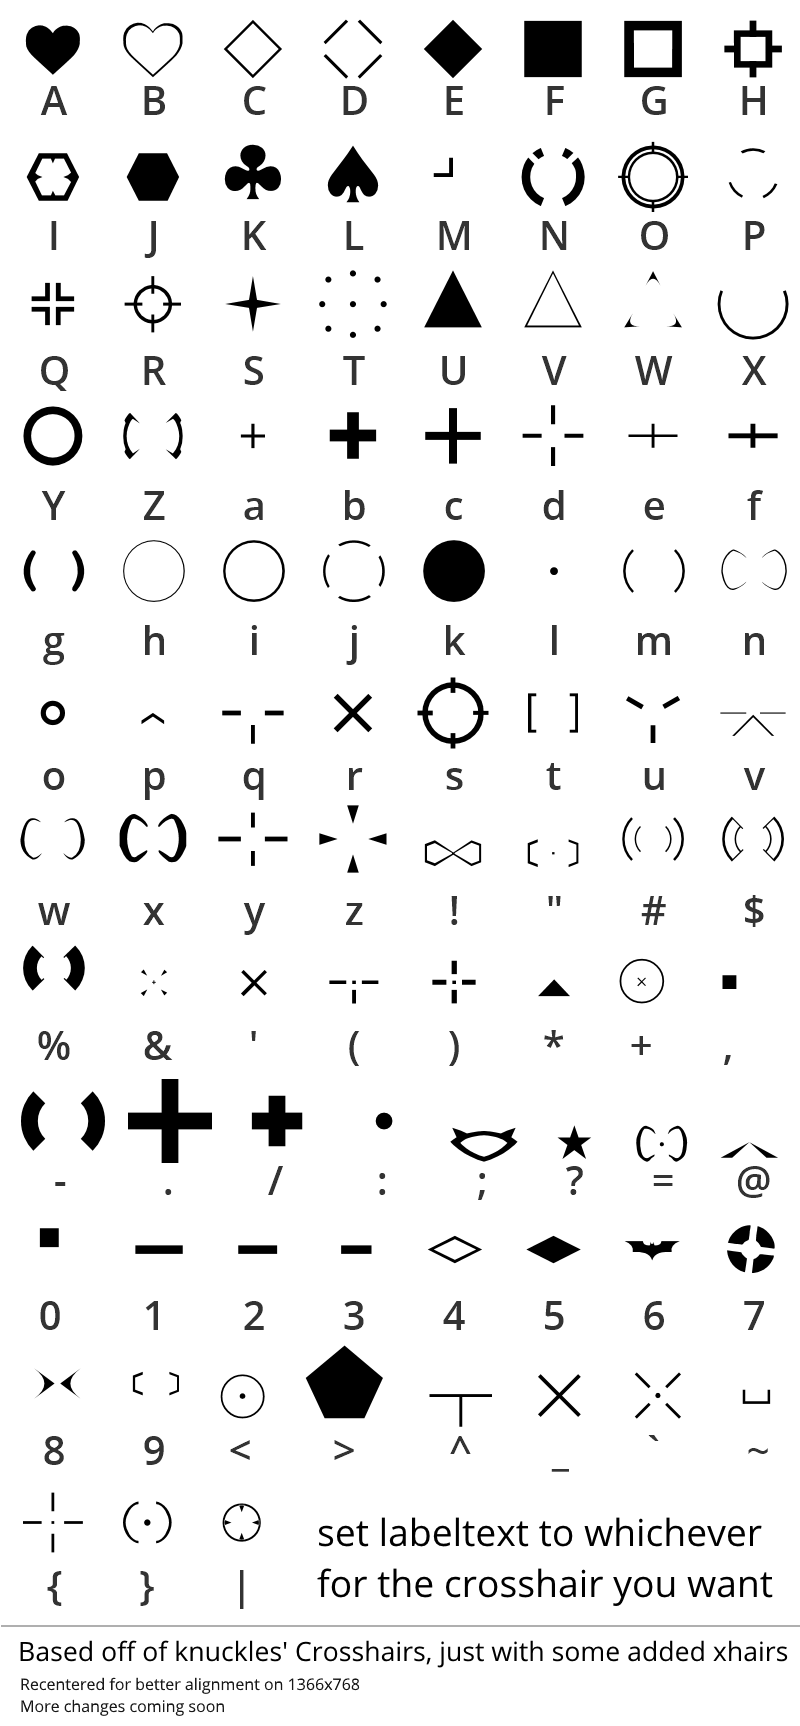 A B C D E F G H
I J K L M N O P
Q R S T U V W X
Y Z a b c d e f
g h i j k l m n
o p q r s t u v
w x y z ! " # $
% & ' ( ) * + ,
- . / : ; ? = @
0 1 2 3 4 5 6 7
8 9 < > ^ _ ` ~
set labeltext to whichever
for the crosshair you want
{ } |
Based off of knuckles' Crosshairs, just with some added xhairs
Recentered for better alignment on 1366x768
More changes coming soon